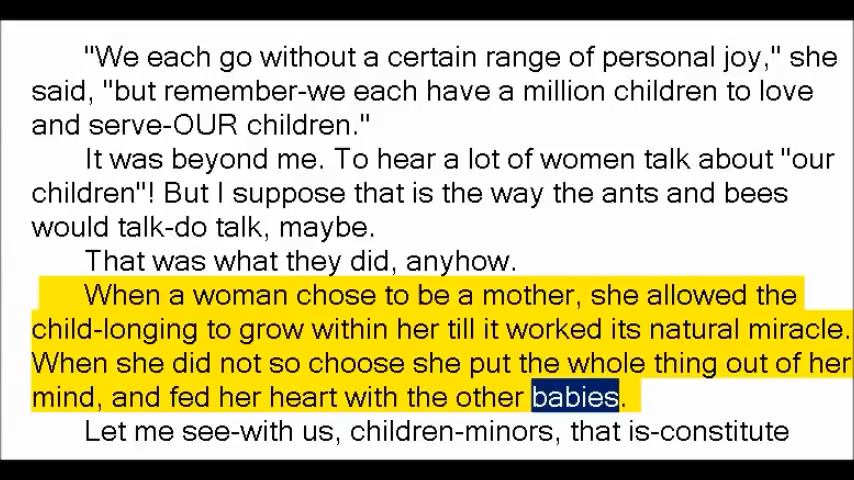 "We each go without a certain range of personal joy," she
said, "but remember-we each have a million children to love
and serve-OUR children."
It was beyond me. To hear a lot of women talk about "our
children"! But I suppose that is the way the ants and bees
would talk-do talk, maybe.
That was what they did, anyhow.
When a woman chose to be a mother, she allowed the
child-longing to grow within her till it worked its natural miracle.
When she did not so choose she put the whole thing out of her
mind, and fed her heart with the other babies.
Let me see-with us, children-minors, that is-constitute